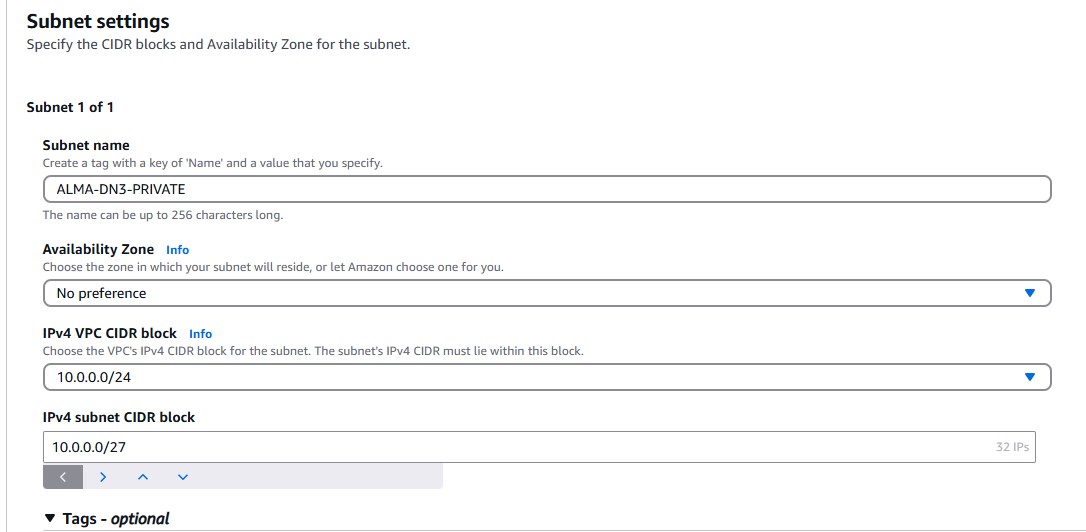 Subnet settings
Specify the CIDR blocks and Availability Zone for the subnet.
Subnet 1 of 1
Subnet name
Create a tag with a key of 'Name' and a value that you specify.
ALMA-DN3-PRIVATE
The name can be up to 256 characters long.
Availability Zone Info
Choose the zone in which your subnet will reside, or let Amazon choose one for you.
No preference
IPv4 VPC CIDR block Info
Choose the VPC's IPv4 CIDR block for the subnet. The subnet's IPv4 CIDR must lie within this block.
10.0.0.0/24
IPv4 subnet CIDR block
10.0.0.0/27 32 IPs
Tags - optional